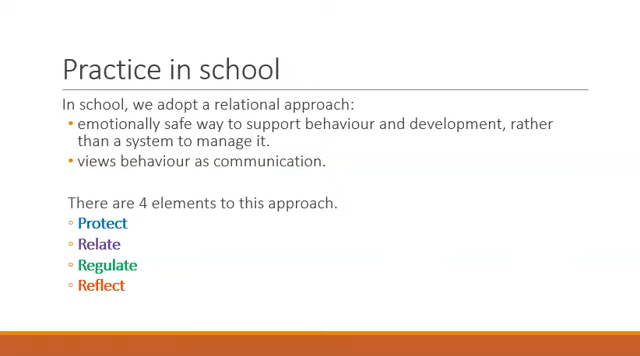 Practice in school
In school, we adopt a relational approach:
• emotionally safe way to support behaviour and development, rather
than a system to manage it.
• views behaviour as communication.
There are 4 elements to this approach.
◦ Protect
◦ Relate
◦ Regulate
◦ Reflect